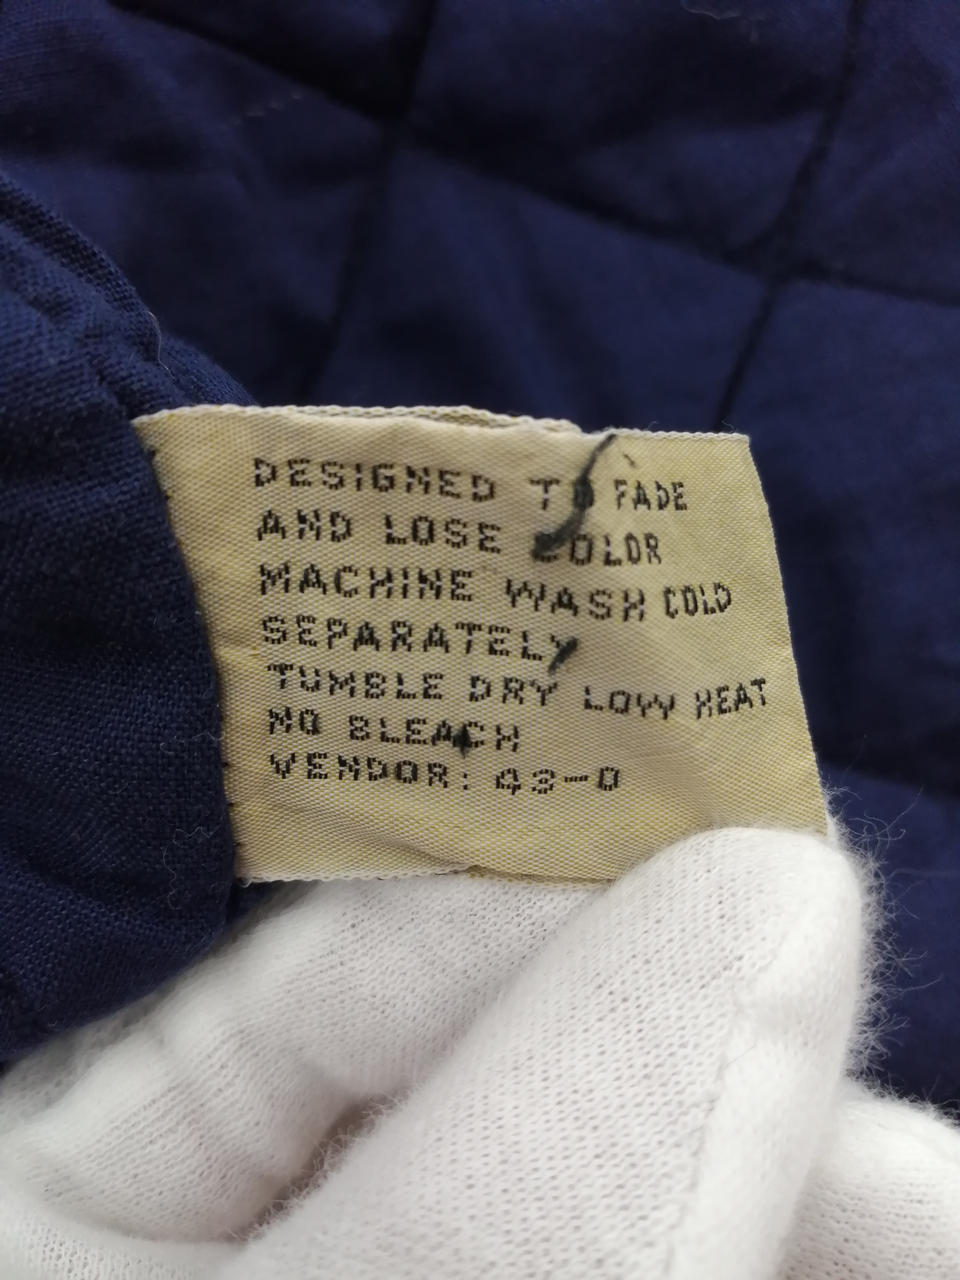 DESIGNED TO FADE
AND LOSE COLOR
MACHINE WASH COLD
SEPARATELY
TUMBLE DRY LOW HEAT
NO BLEACH
VENDOR: 43-0